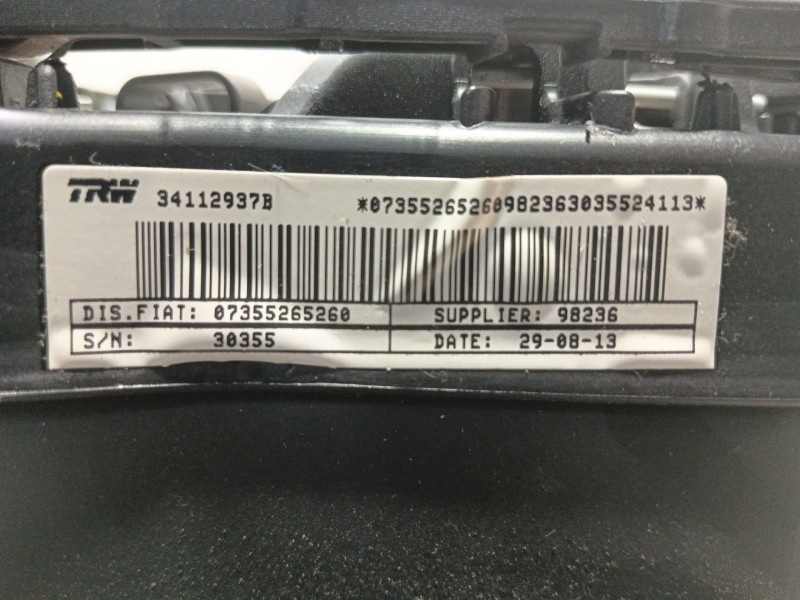 TRW 34112937B *07355265260982363035524113*
DIS.FIAT: 07355265260 SUPPLIER: 98236
S/N: 30355 DATE: 29-08-13